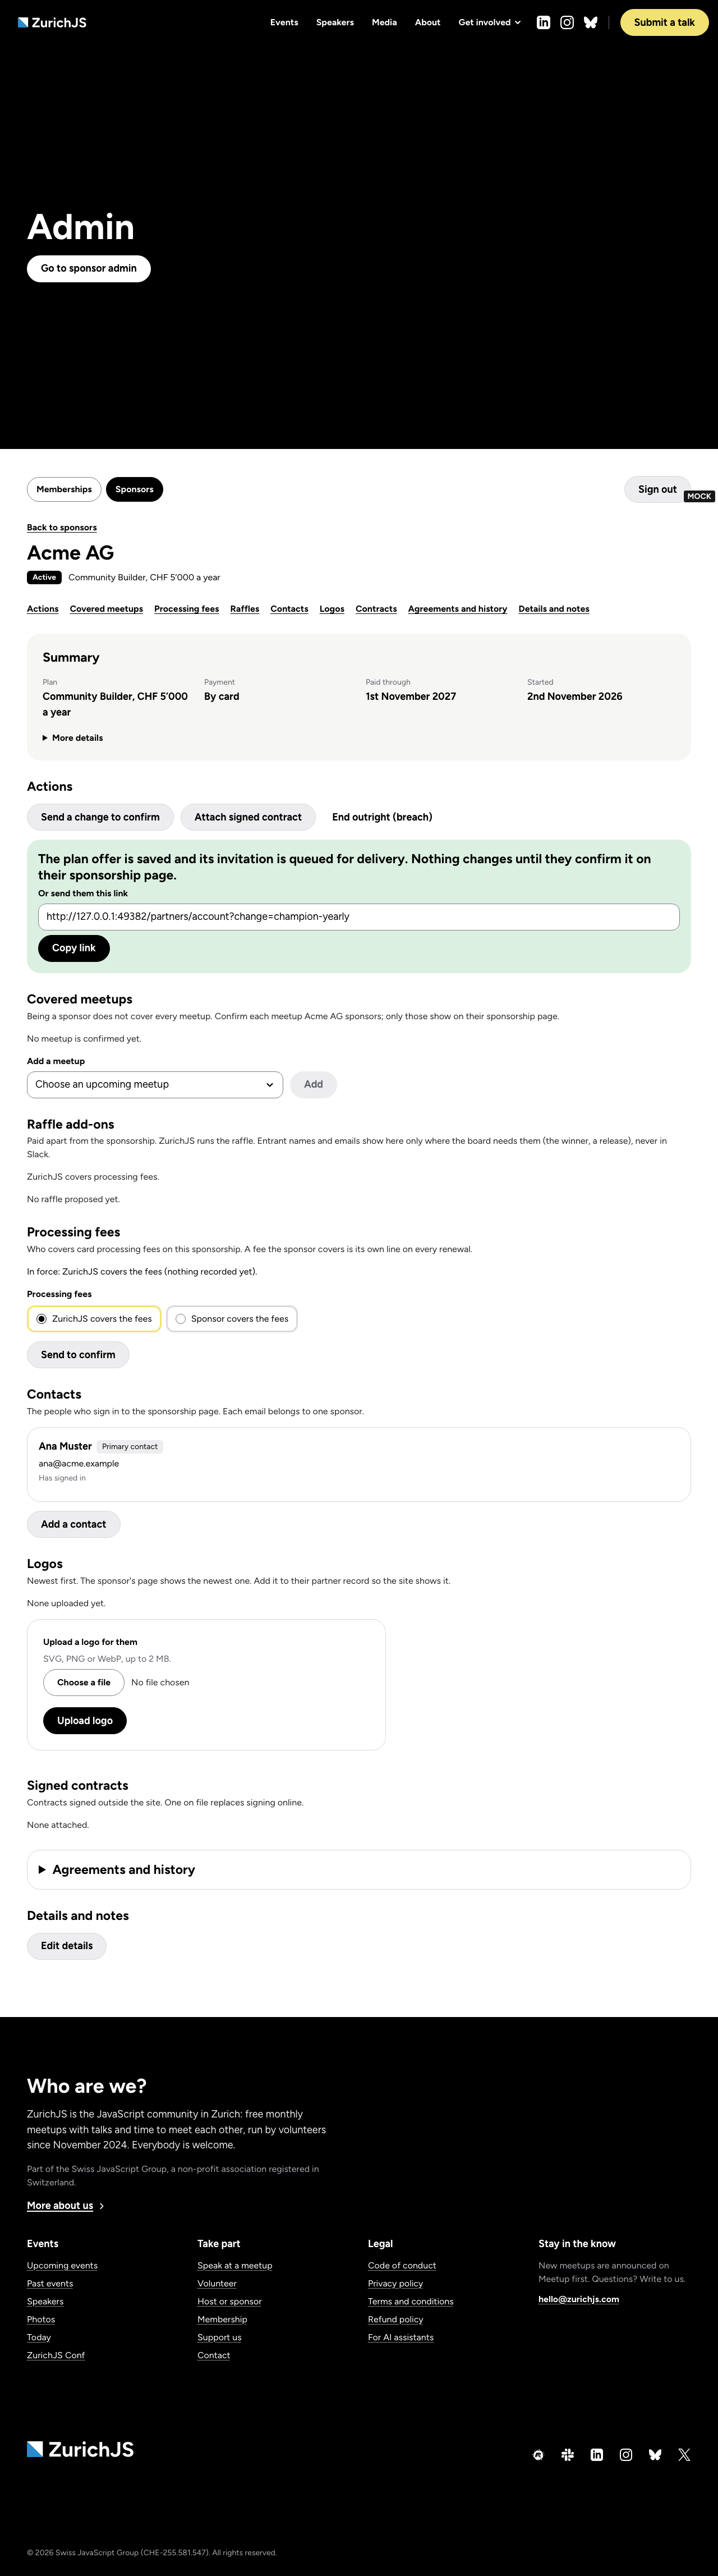 ZurichJS
Events
Speakers
Media
About
Get involved
Submit a talk
Admin
Go to sponsor admin
Memberships
Sponsors
Sign out
MOCK
Back to sponsors
Acme AG
Active
Community Builder, CHF 5’000 a year
Actions
Covered meetups
Processing fees
Raffles
Contacts
Logos
Contracts
Agreements and history
Details and notes
Summary
Plan
Payment
Paid through
Started
Community Builder, CHF 5’000
a year
By card
1st November 2027
2nd November 2026
More details
Actions
Send a change to confirm
Attach signed contract
End outright (breach)
The plan offer is saved and its invitation is queued for delivery. Nothing changes until they confirm it on
their sponsorship page.
Or send them this link
http://127.0.0.1:49382/partners/account?change=champion-yearly
Copy link
Covered meetups
Being a sponsor does not cover every meetup. Confirm each meetup Acme AG sponsors; only those show on their sponsorship page.
No meetup is confirmed yet.
Add a meetup
Choose an upcoming meetup
Add
Raffle add-ons
Paid apart from the sponsorship. ZurichJS runs the raffle. Entrant names and emails show here only where the board needs them (the winner, a release), never in
Slack.
ZurichJS covers processing fees.
No raffle proposed yet.
Processing fees
Who covers card processing fees on this sponsorship. A fee the sponsor covers is its own line on every renewal.
In force: ZurichJS covers the fees (nothing recorded yet).
Processing fees
ZurichJS covers the fees
Sponsor covers the fees
Send to confirm
Contacts
The people who sign in to the sponsorship page. Each email belongs to one sponsor.
Ana Muster
Primary contact
ana@acme.example
Has signed in
Add a contact
Logos
Newest first. The sponsor's page shows the newest one. Add it to their partner record so the site shows it.
None uploaded yet.
Upload a logo for them
SVG, PNG or WebP, up to 2 MB.
Choose a file
No file chosen
Upload logo
Signed contracts
Contracts signed outside the site. One on file replaces signing online.
None attached.
Agreements and history
Details and notes
Edit details
Who are we?
ZurichJS is the JavaScript community in Zurich: free monthly
meetups with talks and time to meet each other, run by volunteers
since November 2024. Everybody is welcome.
Part of the Swiss JavaScript Group, a non-profit association registered in
Switzerland.
More about us
Events
Upcoming events
Past events
Speakers
Photos
Today
ZurichJS Conf
Take part
Speak at a meetup
Volunteer
Host or sponsor
Membership
Support us
Contact
Legal
Code of conduct
Privacy policy
Terms and conditions
Refund policy
For AI assistants
Stay in the know
New meetups are announced on
Meetup first. Questions? Write to us.
hello@zurichjs.com
ZurichJS
© 2026 Swiss JavaScript Group (CHE-255.581.547). All rights reserved.